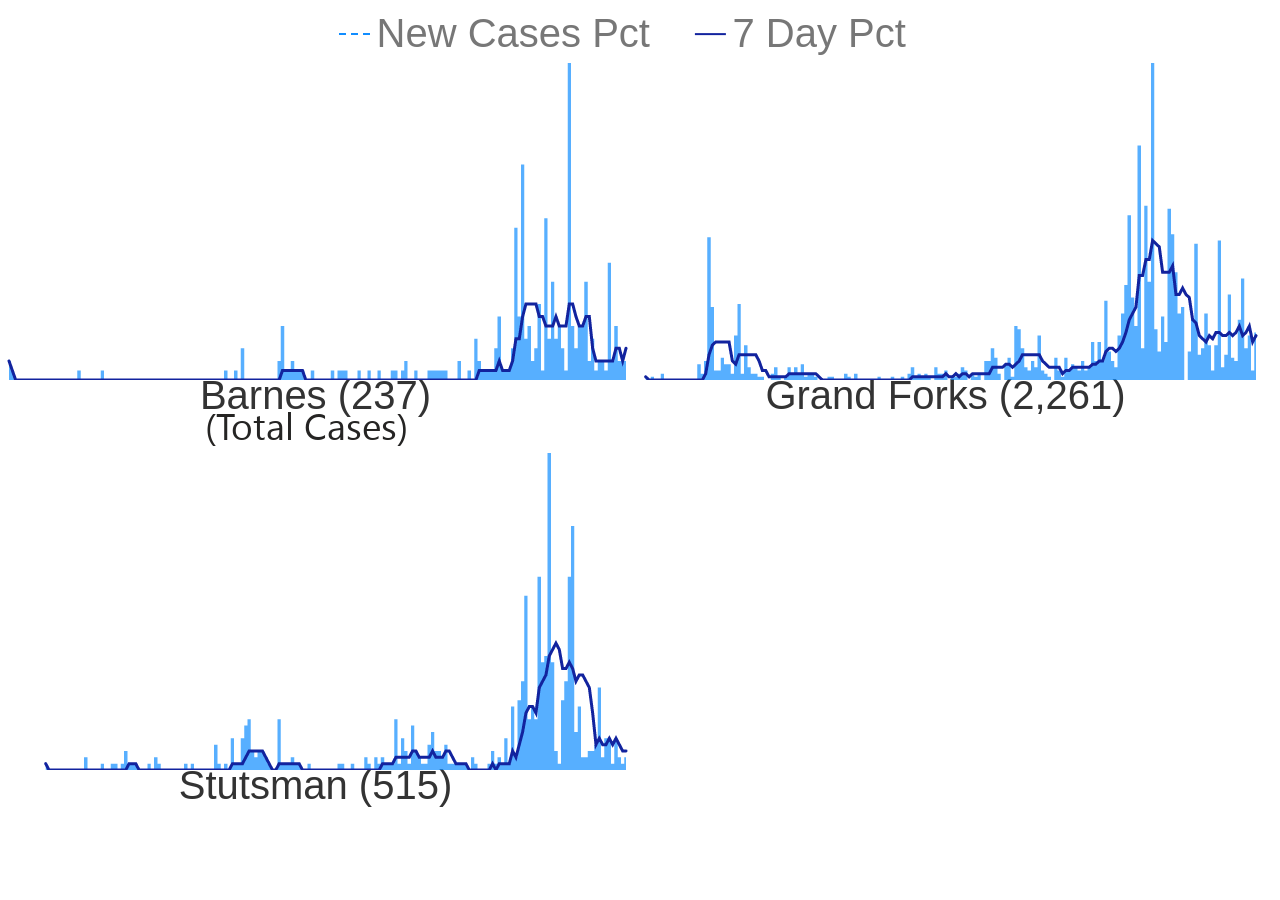 New Cases Pct 7 Day Pct
Barnes (237) Grand Forks (2,261)
(Total Cases)
Stutsman (515)